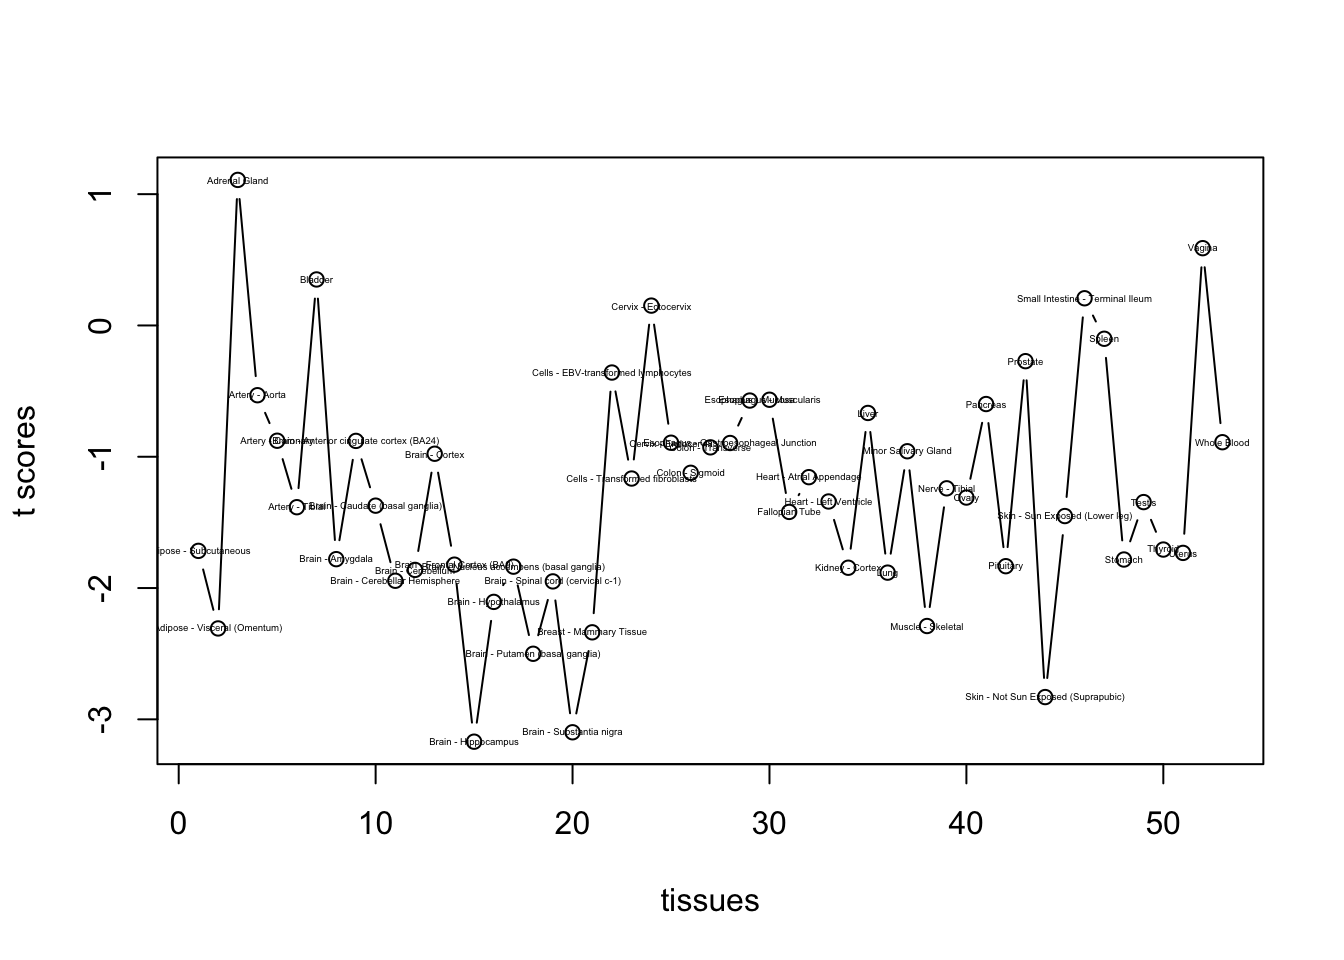 t scores
1
0
-1
-2
-3
Adrenal Gland
Vagina
Bladder
Small Intestine - Terminal Ileum
Cervix - Ectocervix
Spleen
Prostate
Cells - EBV-transformed lymphocytes
Artery - Aorta
Pancreas
Liver
Brain - Anterior cingulate cortex (BA24)
Whole Blood
Minor Salivary Gland
Brain - Cortex
Colon - Transverse
Colon - Sigmoid
Cells - Transformed fibroblasts
Heart - Atrial Appendage
Nerve - Tibial
Ovary
Heart - Left Ventricle
Testis
Artery - Tibial
Brain - Caudate (basal ganglia)
Fallopian Tube
Skin - Sun Exposed (Lower leg)
ipose - Subcutaneous
Thyroid
Uterus
Brain - Amygdala
Stomach
Pituitary
Kidney - Cortex
Lung
Brain - Cerebellum
Brain - Cerebellar Hemisphere
Brain - Spinal cord (cervical c-1)
Brain - Hypothalamus
Adipose - Visceral (Omentum)
Muscle - Skeletal
Breast - Mammary Tissue
Brain - Putamen (basal ganglia)
Skin - Not Sun Exposed (Suprapubic)
Brain - Substantia nigra
Brain - Hippocampus
0 10 20 30 40 50
tissues